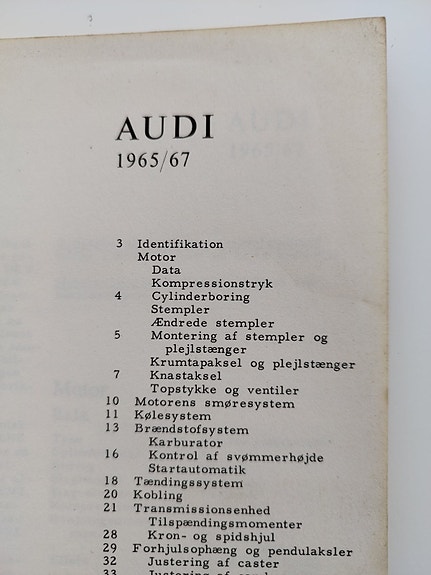 AUDI
1965/67
3 Identifikation
Motor
Data
Kompressionstryk
4 Cylinderboring
Stempler
Ændrede stempler
5 Montering af stempler og
plejlstænger
Krumtapaksel og plejlstænger
7 Knastaksel
Topstykke og ventiler
10 Motorens smøresystem
11 Kølesystem
13 Brændstofsystem
Karburator
16 Kontrol af svømmerhøjde
Startautomatik
18 Tændingssystem
20 Kobling
21 Transmissionsenhed
Tilspændingsmomenter
28 Kron- og spidshjul
29 Forhjulsophæng og pendulaksler
32 Justering af caster
33 Justering af